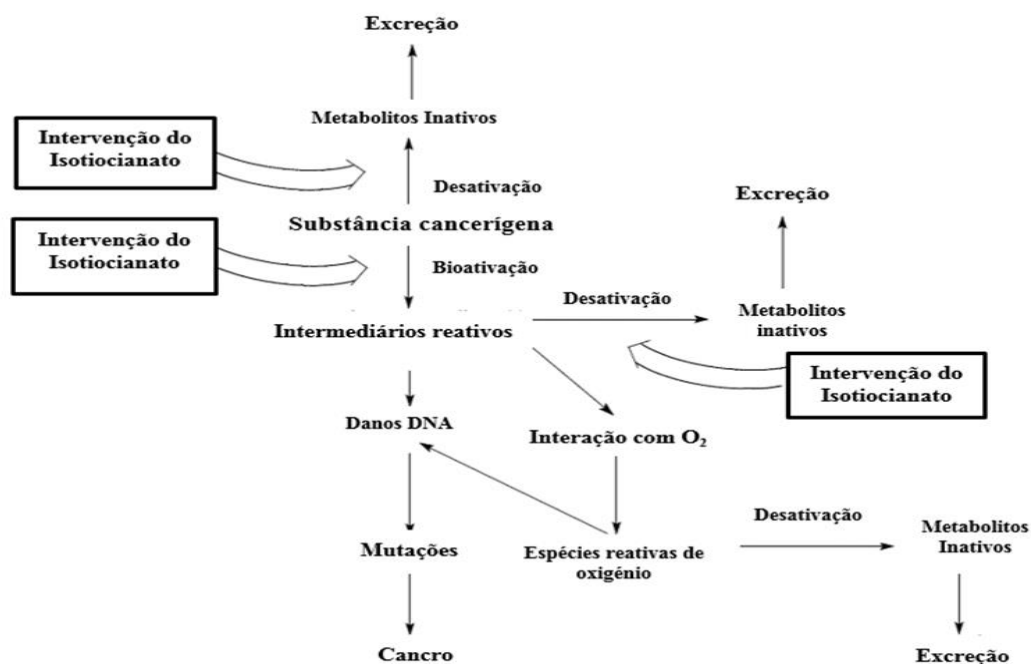 Excreção
Metabolitos Inativos
Intervenção do
Isotiocianato
Desativação
Substância cancerígena
Excreção
Intervenção do
Isotiocianato
Bioativação
Desativação
Metabolitos
inativos
Intermediários reativos
Intervenção do
Isotiocianato
Danos DNA
Interação com O₂
Desativação
Metabolitos
Inativos
Mutações
Espécies reativas de
oxigénio
Cancro
Excreção